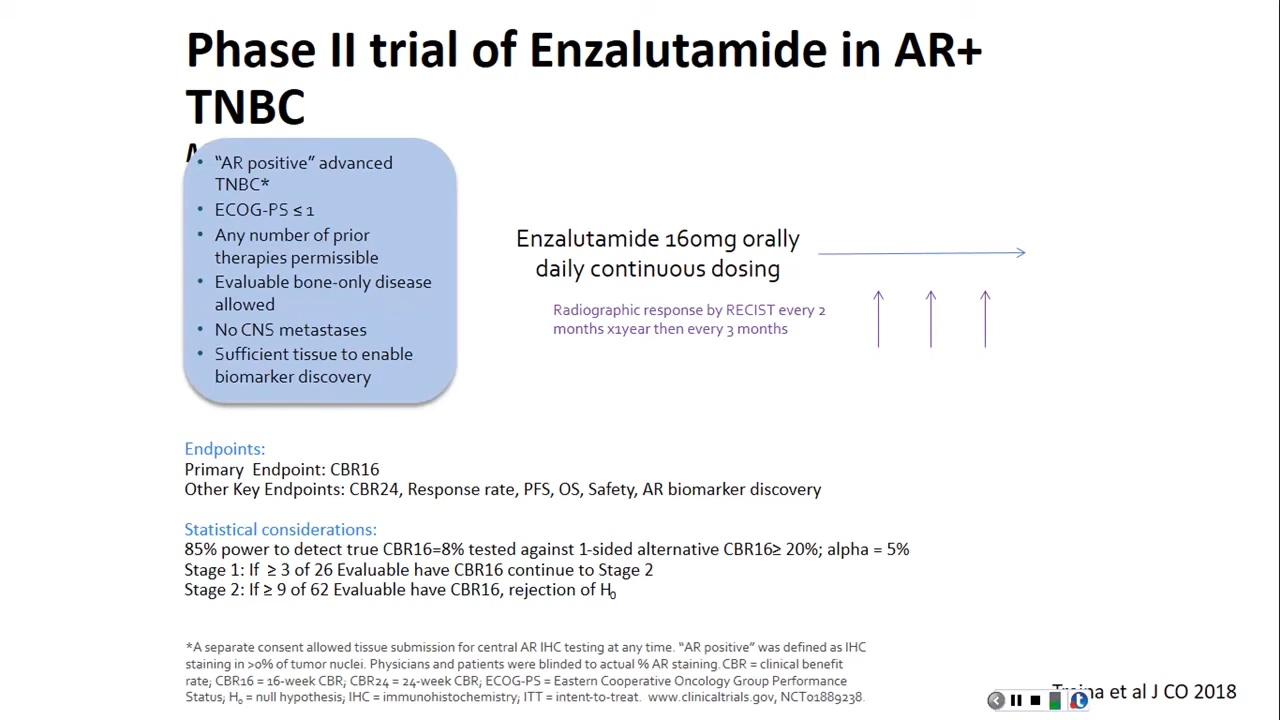 Phase II trial of Enzalutamide in AR+
TNBC
• “AR positive” advanced
TNBC*
• ECOG-PS ≤ 1
• Any number of prior
therapies permissible
• Evaluable bone-only disease
allowed
• No CNS metastases
• Sufficient tissue to enable
biomarker discovery
Enzalutamide 160mg orally
daily continuous dosing
Radiographic response by RECIST every 2
months x1year then every 3 months
Endpoints:
Primary Endpoint: CBR16
Other Key Endpoints: CBR24, Response rate, PFS, OS, Safety, AR biomarker discovery
Statistical considerations:
85% power to detect true CBR16=8% tested against 1-sided alternative CBR16≥ 20%; alpha = 5%
Stage 1: If ≥ 3 of 26 Evaluable have CBR16 continue to Stage 2
Stage 2: If ≥ 9 of 62 Evaluable have CBR16, rejection of H₀
*A separate consent allowed tissue submission for central AR IHC testing at any time. “AR positive” was defined as IHC
staining in >0% of tumor nuclei. Physicians and patients were blinded to actual % AR staining. CBR = clinical benefit
rate; CBR16 = 16-week CBR; CBR24 = 24-week CBR; ECOG-PS = Eastern Cooperative Oncology Group Performance
Status; H₀ = null hypothesis; IHC = immunohistochemistry; ITT = intent-to-treat. www.clinicaltrials.gov, NCT01889238.
et al J CO 2018